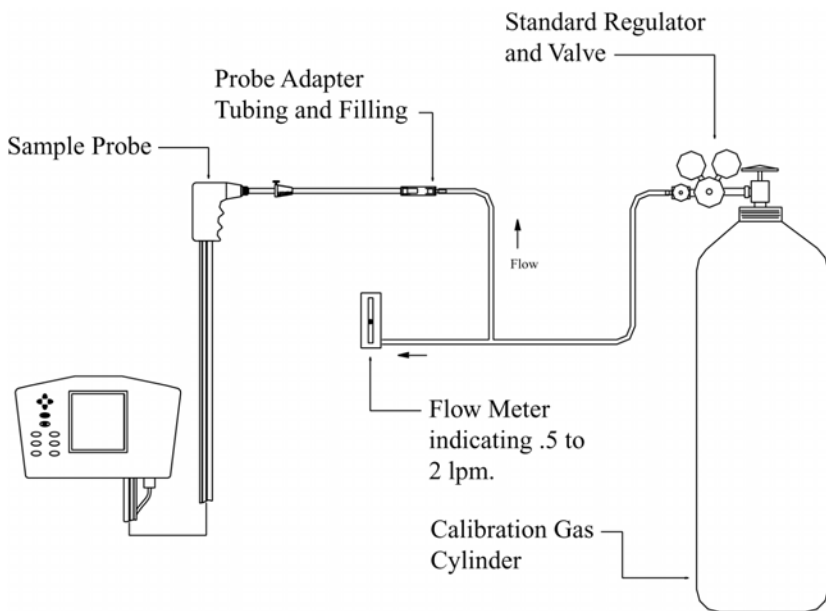 Standard Regulator
and Valve
Probe Adapter
Tubing and Filling
Sample Probe
Flow
Flow Meter
indicating .5 to
2 lpm.
Calibration Gas
Cylinder